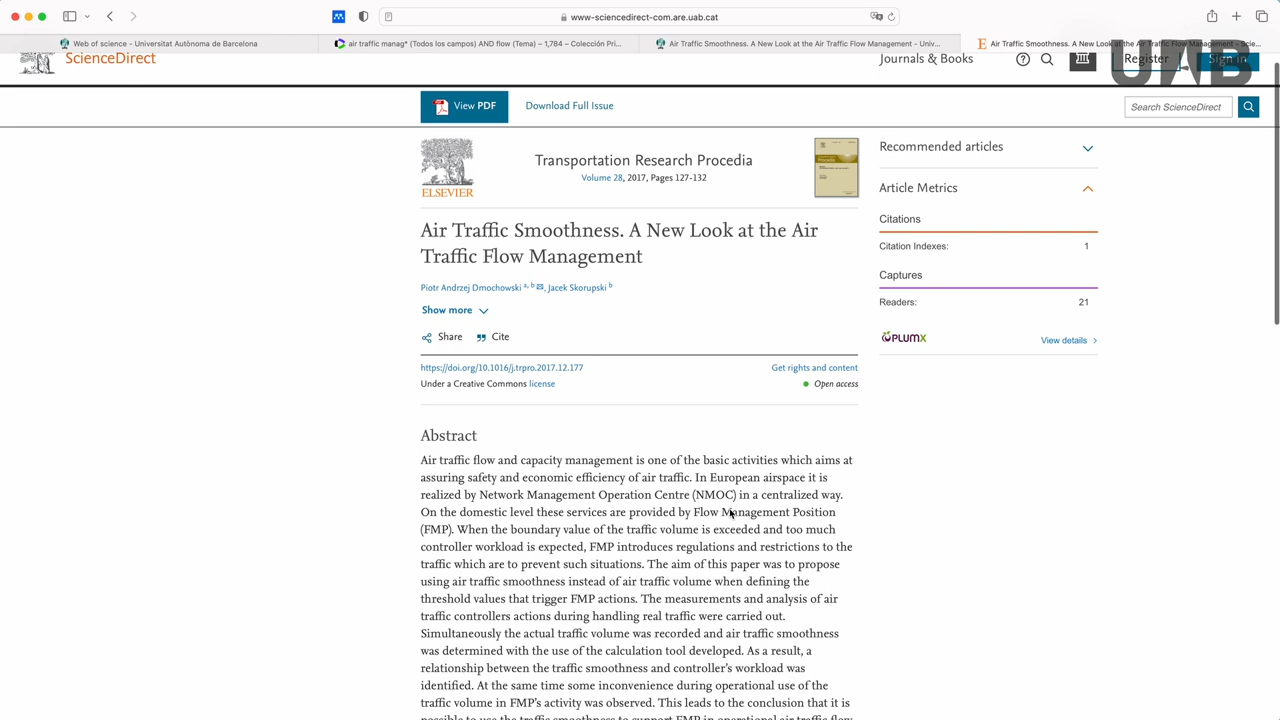 www-sciencedirect-com.are.uab.cat
Web of science - Universitat Autònoma de Barcelona
air traffic manag* (Todos los campos) AND flow (Tema) – 1,784 – Colección Pri...
Air Traffic Smoothness. A New Look at the Air Traffic Flow Management - Univ...
Air Traffic Smoothness. A New Look at the Air Traffic Flow Management - Scie...
ScienceDirect
Journals & Books
Register
Sign in
UAB
View PDF
Download Full Issue
Search ScienceDirect
ELSEVIER
Transportation Research Procedia
Volume 28, 2017, Pages 127-132
Air Traffic Smoothness. A New Look at the Air
Traffic Flow Management
Piotr Andrzej Dmochowski a, b, Jacek Skorupski b
Show more
Share
Cite
https://doi.org/10.1016/j.trpro.2017.12.177
Get rights and content
Under a Creative Commons license
Open access
Abstract
Air traffic flow and capacity management is one of the basic activities which aims at
assuring safety and economic efficiency of air traffic. In European airspace it is
realized by Network Management Operation Centre (NMOC) in a centralized way.
On the domestic level these services are provided by Flow Management Position
(FMP). When the boundary value of the traffic volume is exceeded and too much
controller workload is expected, FMP introduces regulations and restrictions to the
traffic which are to prevent such situations. The aim of this paper was to propose
using air traffic smoothness instead of air traffic volume when defining the
threshold values that trigger FMP actions. The measurements and analysis of air
traffic controllers actions during handling real traffic were carried out.
Simultaneously the actual traffic volume was recorded and air traffic smoothness
was determined with the use of the calculation tool developed. As a result, a
relationship between the traffic smoothness and controller's workload was
identified. At the same time some inconvenience during operational use of the
traffic volume in FMP's activity was observed. This leads to the conclusion that it is
possible to use the traffic smoothness to support FMP in operational air traffic flow
Recommended articles
Article Metrics
Citations
Citation Indexes: 1
Captures
Readers: 21
PLUMX
View details